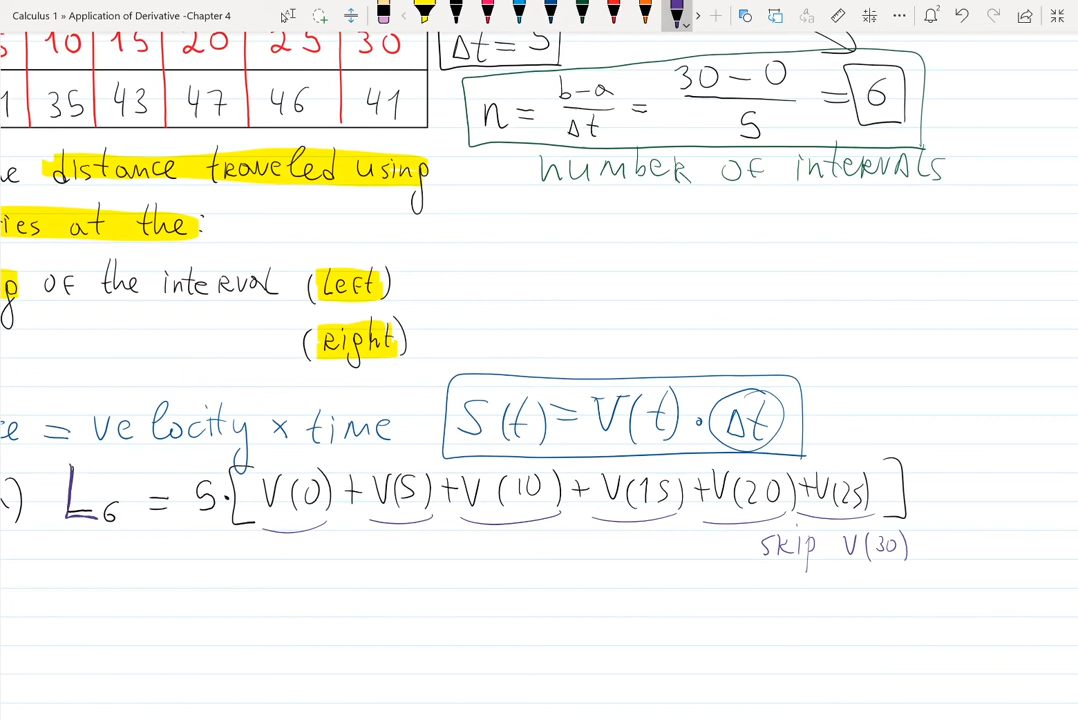 Calculus 1 » Application of Derivative -Chapter 4
10 15 20 25 30
Δt = 5
n = b-a / Δt = 30 - 0 / 5 = 6
1 35 43 47 46 41
number of intervals
distance traveled using
at the:
of the interval (Left)
(Right)
= velocity × time
S(t) = V(t) · Δt
L6 = 5·[V(0) + V(5) + V(10) + V(15) + V(20) + V(25)]
skip V(30)